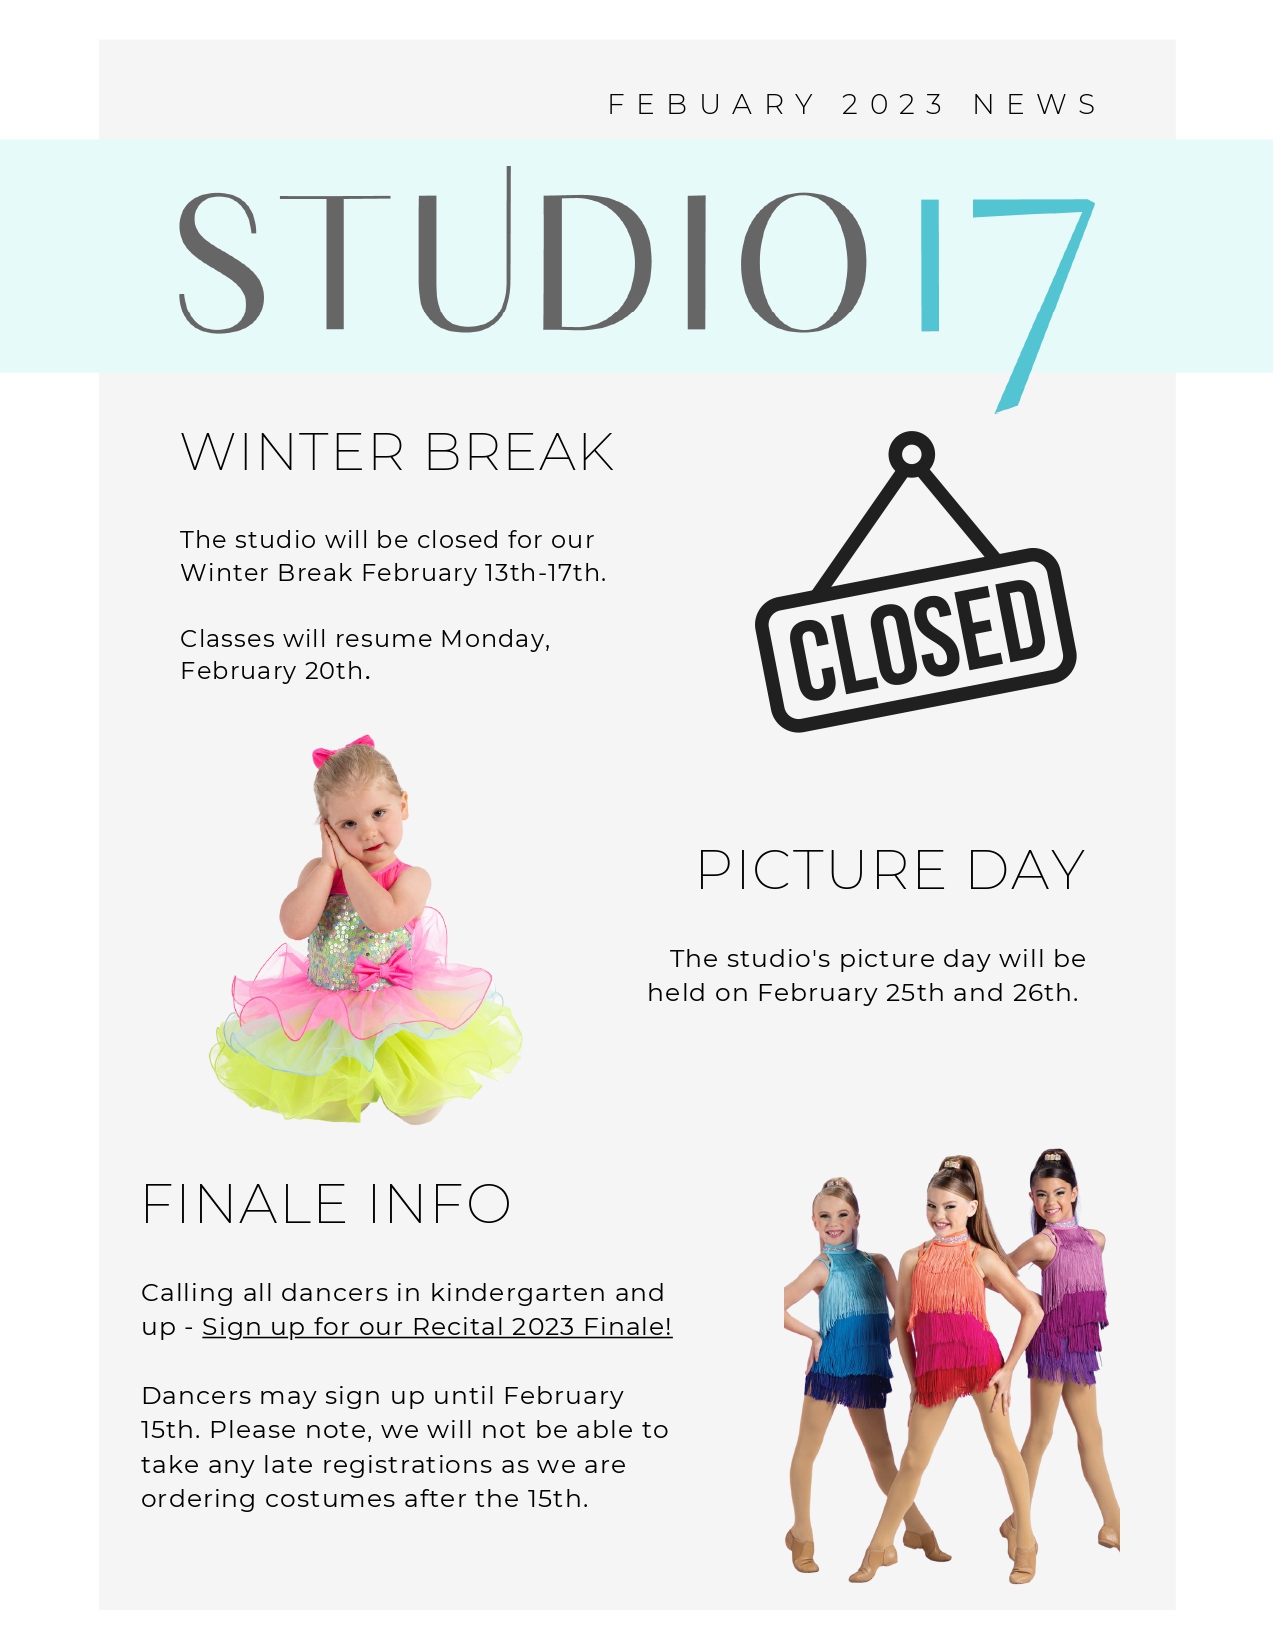 FEBUARY 2023 NEWS
STUDIO 17
WINTER BREAK
The studio will be closed for our
Winter Break February 13th-17th.
Classes will resume Monday,
February 20th.
CLOSED
PICTURE DAY
The studio's picture day will be
held on February 25th and 26th.
FINALE INFO
Calling all dancers in kindergarten and
up - Sign up for our Recital 2023 Finale!
Dancers may sign up until February
15th. Please note, we will not be able to
take any late registrations as we are
ordering costumes after the 15th.